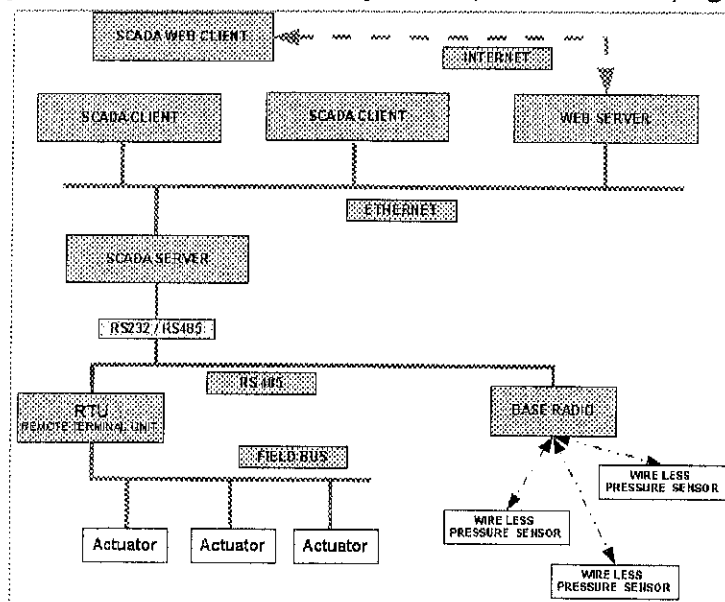 SCADA WEB CLIENT
INTERNET
SCADA CLIENT
SCADA CLIENT
WEB SERVER
ETHERNET
SCADA SERVER
RS232 / RS485
RS 485
RTU
REMOTE TERMINAL UNIT
BASE RADIO
FIELD BUS
WIRE LESS
PRESSURE SENSOR
WIRE LESS
PRESSURE SENSOR
Actuator
Actuator
Actuator
WIRE LESS
PRESSURE SENSOR